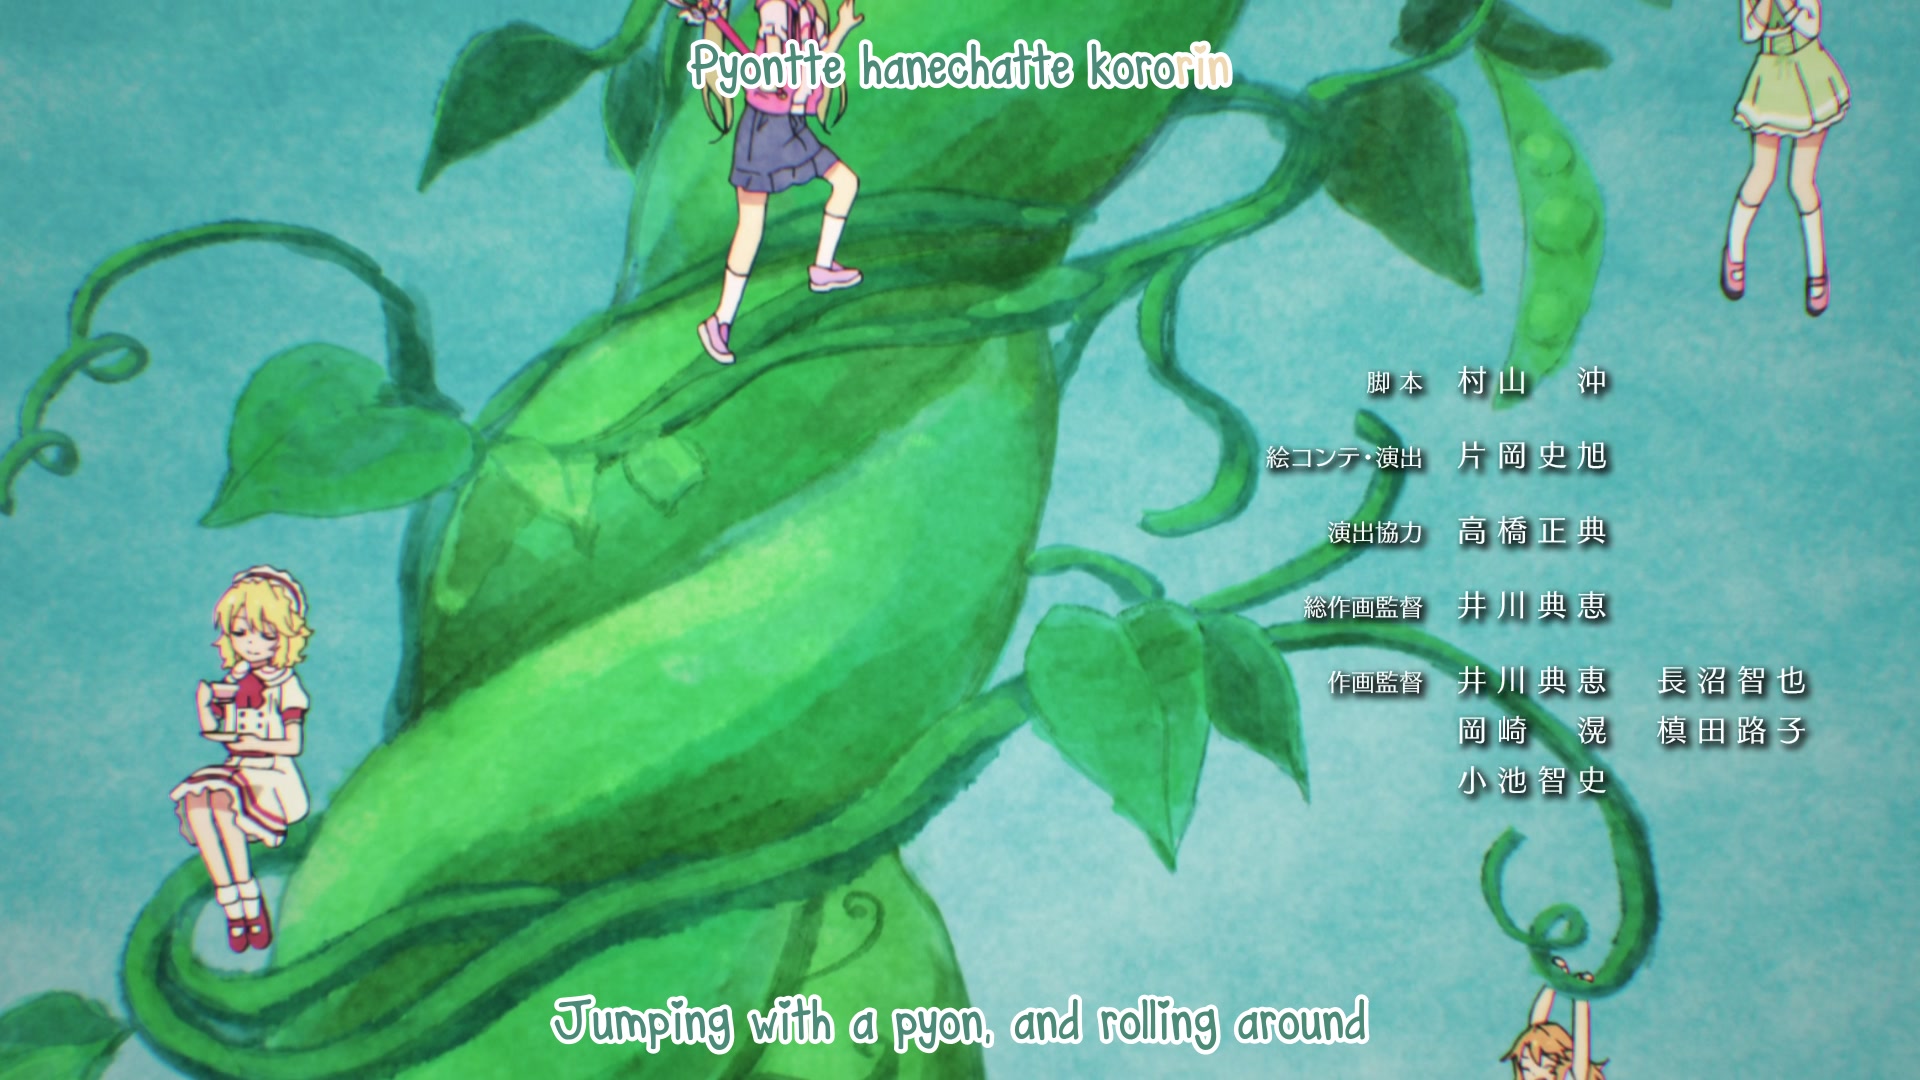 Pyontte hanechatte kororin
脚本 村山 沖
絵コンテ・演出 片岡史旭
演出協力 高橋正典
総作画監督 井川典恵
作画監督 井川典恵 長沼智也
岡崎 滉 槙田路子
小池智史
Jumping with a pyon, and rolling around